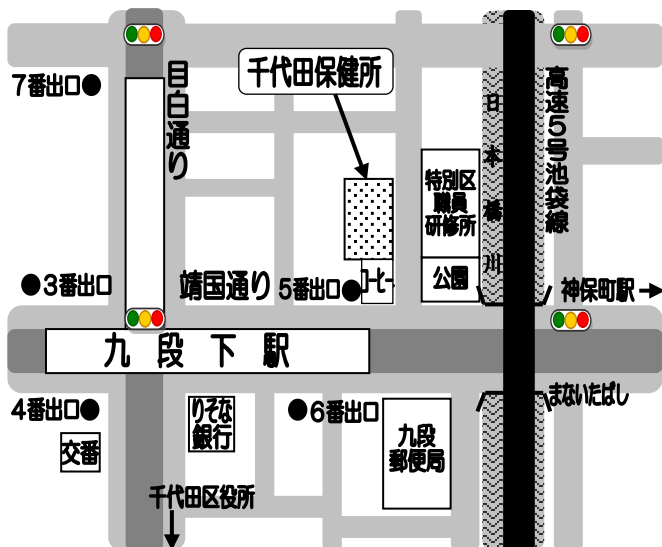 千代田保健所
7番出口
目白通り
日本橋川
高速5号池袋線
特別区
職員
研修所
3番出口
靖国通り
5番出口
コーヒー
公園
神保町駅
九段下駅
まないたばし
4番出口
りそな
銀行
6番出口
九段
郵便局
交番
千代田区役所